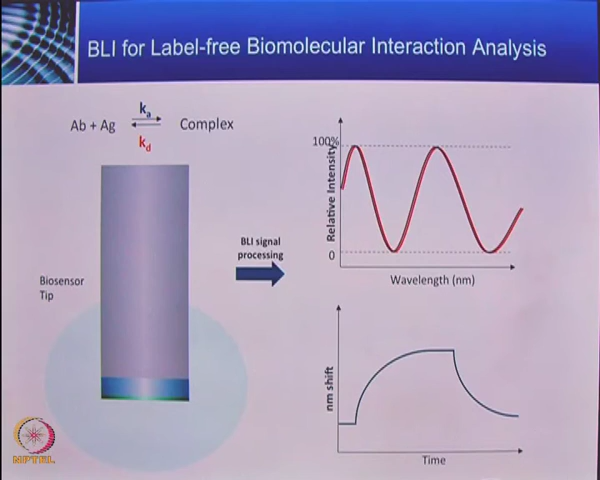 BLI for Label-free Biomolecular Interaction Analysis
Ab + Ag
ka
kd
Complex
Biosensor
Tip
BLI signal
processing
100%
Relative Intensity
0
Wavelength (nm)
nm shift
Time
NPTEL